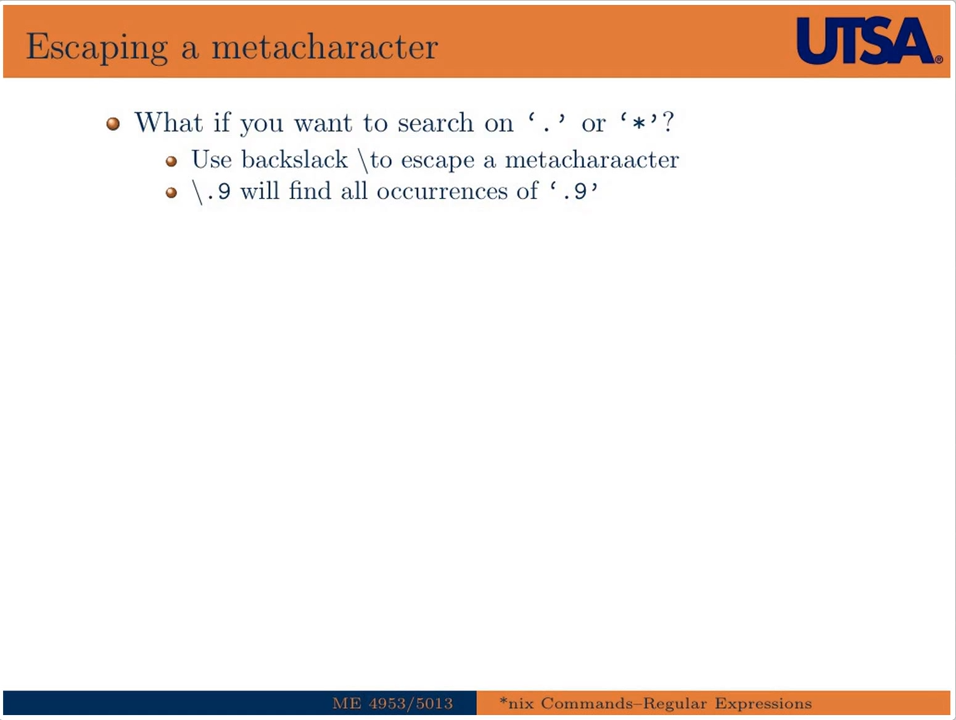 Escaping a metacharacter
UTSA®
What if you want to search on ‘.’ or ‘*’?
Use backslack \to escape a metacharaacter
\.9 will find all occurrences of ‘.9’
ME 4953/5013
*nix Commands–Regular Expressions